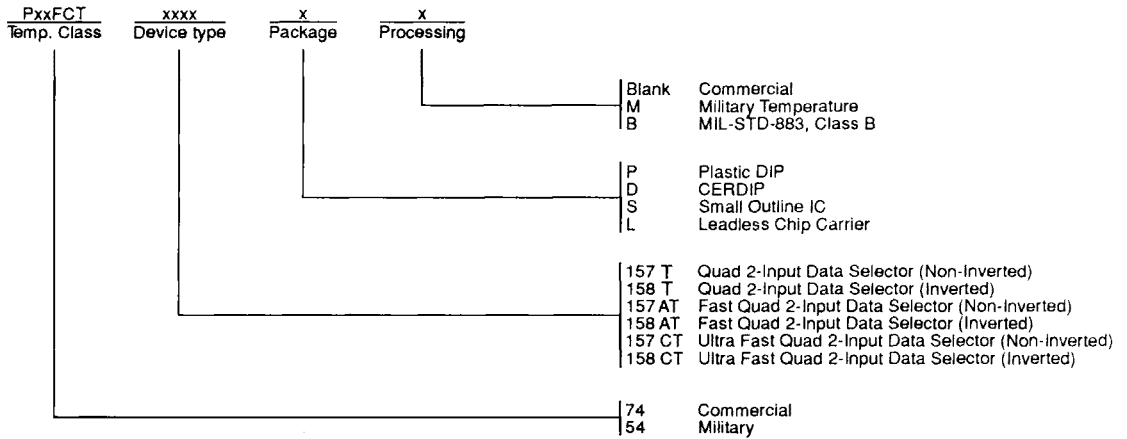 PxxFCT xxxx x x
Temp. Class Device type Package Processing
Blank Commercial
M Military Temperature
B MIL-STD-883, Class B
P Plastic DIP
D CERDIP
S Small Outline IC
L Leadless Chip Carrier
157 T Quad 2-Input Data Selector (Non-Inverted)
158 T Quad 2-Input Data Selector (Inverted)
157 AT Fast Quad 2-Input Data Selector (Non-Inverted)
158 AT Fast Quad 2-Input Data Selector (Inverted)
157 CT Ultra Fast Quad 2-Input Data Selector (Non-Inverted)
158 CT Ultra Fast Quad 2-Input Data Selector (Inverted)
74 Commercial
54 Military